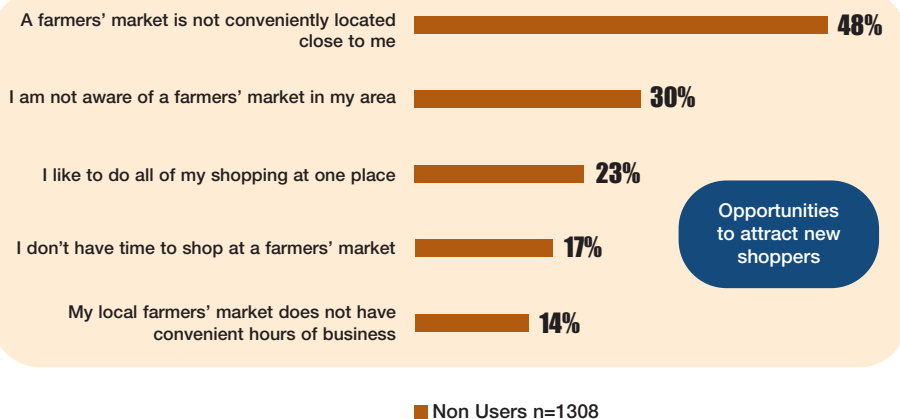 A farmers’ market is not conveniently located
close to me
48%
I am not aware of a farmers’ market in my area
30%
I like to do all of my shopping at one place
23%
I don’t have time to shop at a farmers’ market
17%
My local farmers’ market does not have
convenient hours of business
14%
Opportunities
to attract new
shoppers
Non Users n=1308